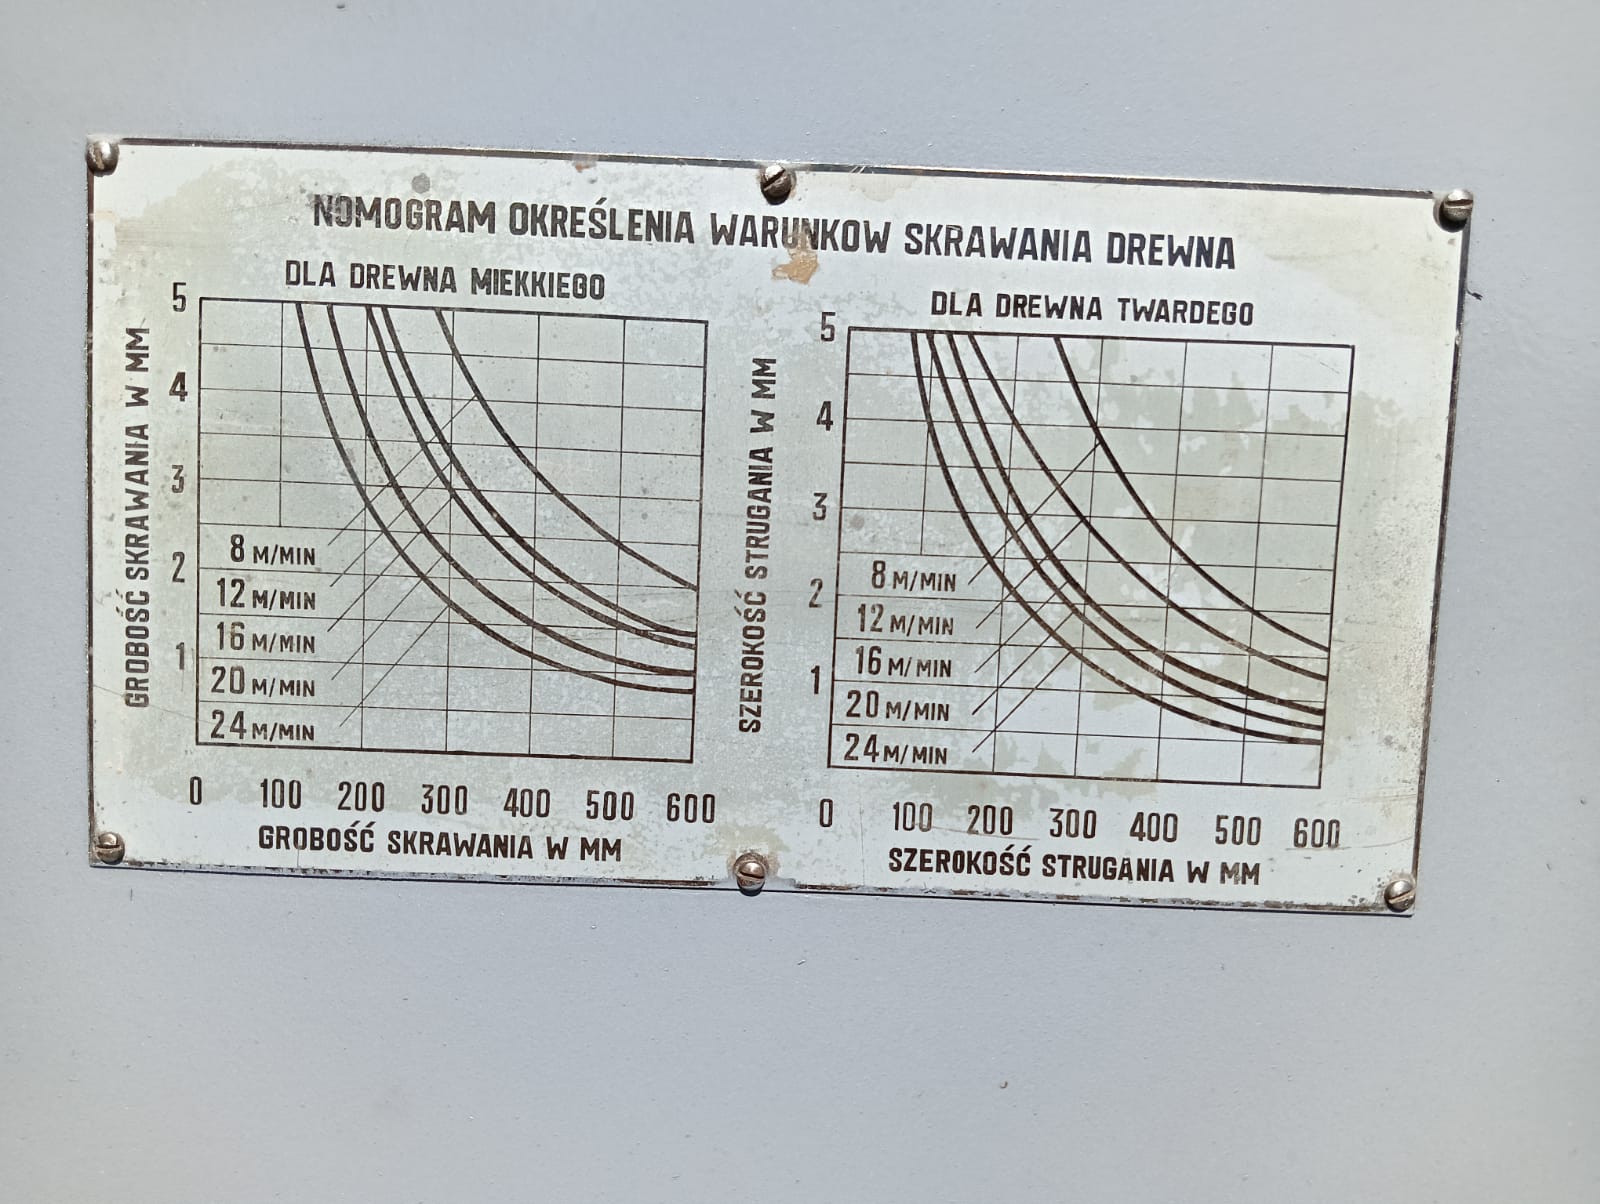 NOMOGRAM OKREŚLENIA WARUNKOW SKRAWANIA DREWNA
DLA DREWNA MIEKKIEGO
GROBOŚĆ SKRAWANIA W MM
5
4
3
2
1
8 M/MIN
12 M/MIN
16 M/MIN
20 M/MIN
24 M/MIN
0 100 200 300 400 500 600
GROBOŚĆ SKRAWANIA W MM
DLA DREWNA TWARDEGO
SZEROKOŚĆ STRUGANIA W MM
5
4
3
2
1
8 M/MIN
12 M/MIN
16 M/MIN
20 M/MIN
24 M/MIN
0 100 200 300 400 500 600
SZEROKOŚĆ STRUGANIA W MM